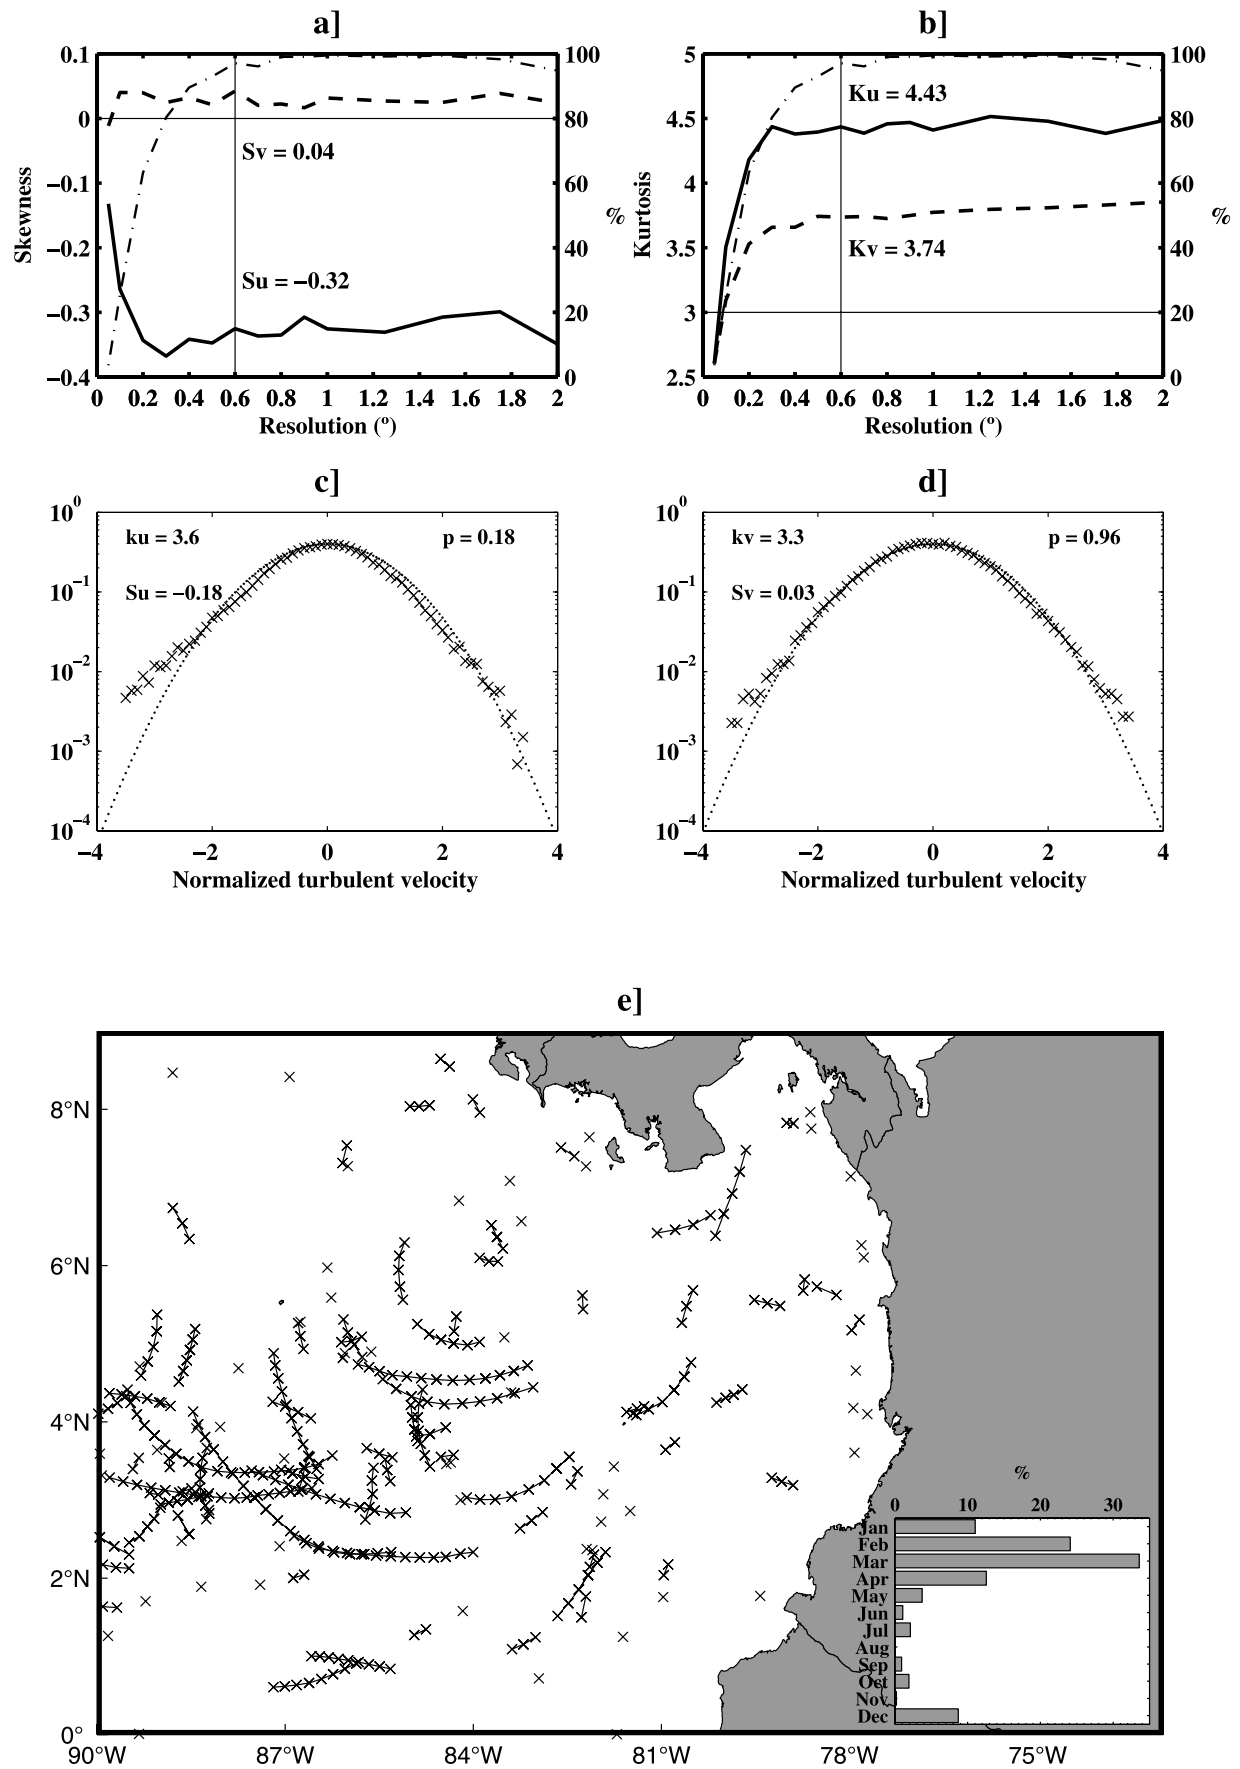 a]
0.1
0
−0.1
−0.2
−0.3
−0.4
Skewness
100
80
60
40
20
0
%
Sv = 0.04
Su = −0.32
0 0.2 0.4 0.6 0.8 1 1.2 1.4 1.6 1.8 2
Resolution (º)
b]
5
4.5
4
3.5
3
2.5
Kurtosis
100
80
60
40
20
0
%
Ku = 4.43
Kv = 3.74
0 0.2 0.4 0.6 0.8 1 1.2 1.4 1.6 1.8 2
Resolution (º)
c]
10^0
10^−1
10^−2
10^−3
10^−4
ku = 3.6
p = 0.18
Su = −0.18
−4 −2 0 2 4
Normalized turbulent velocity
d]
10^0
10^−1
10^−2
10^−3
10^−4
kv = 3.3
p = 0.96
Sv = 0.03
−4 −2 0 2 4
Normalized turbulent velocity
e]
8°N
6°N
4°N
2°N
0°
90°W 87°W 84°W 81°W 78°W 75°W
%
0 10 20 30
Jan
Feb
Mar
Apr
May
Jun
Jul
Aug
Sep
Oct
Nov
Dec